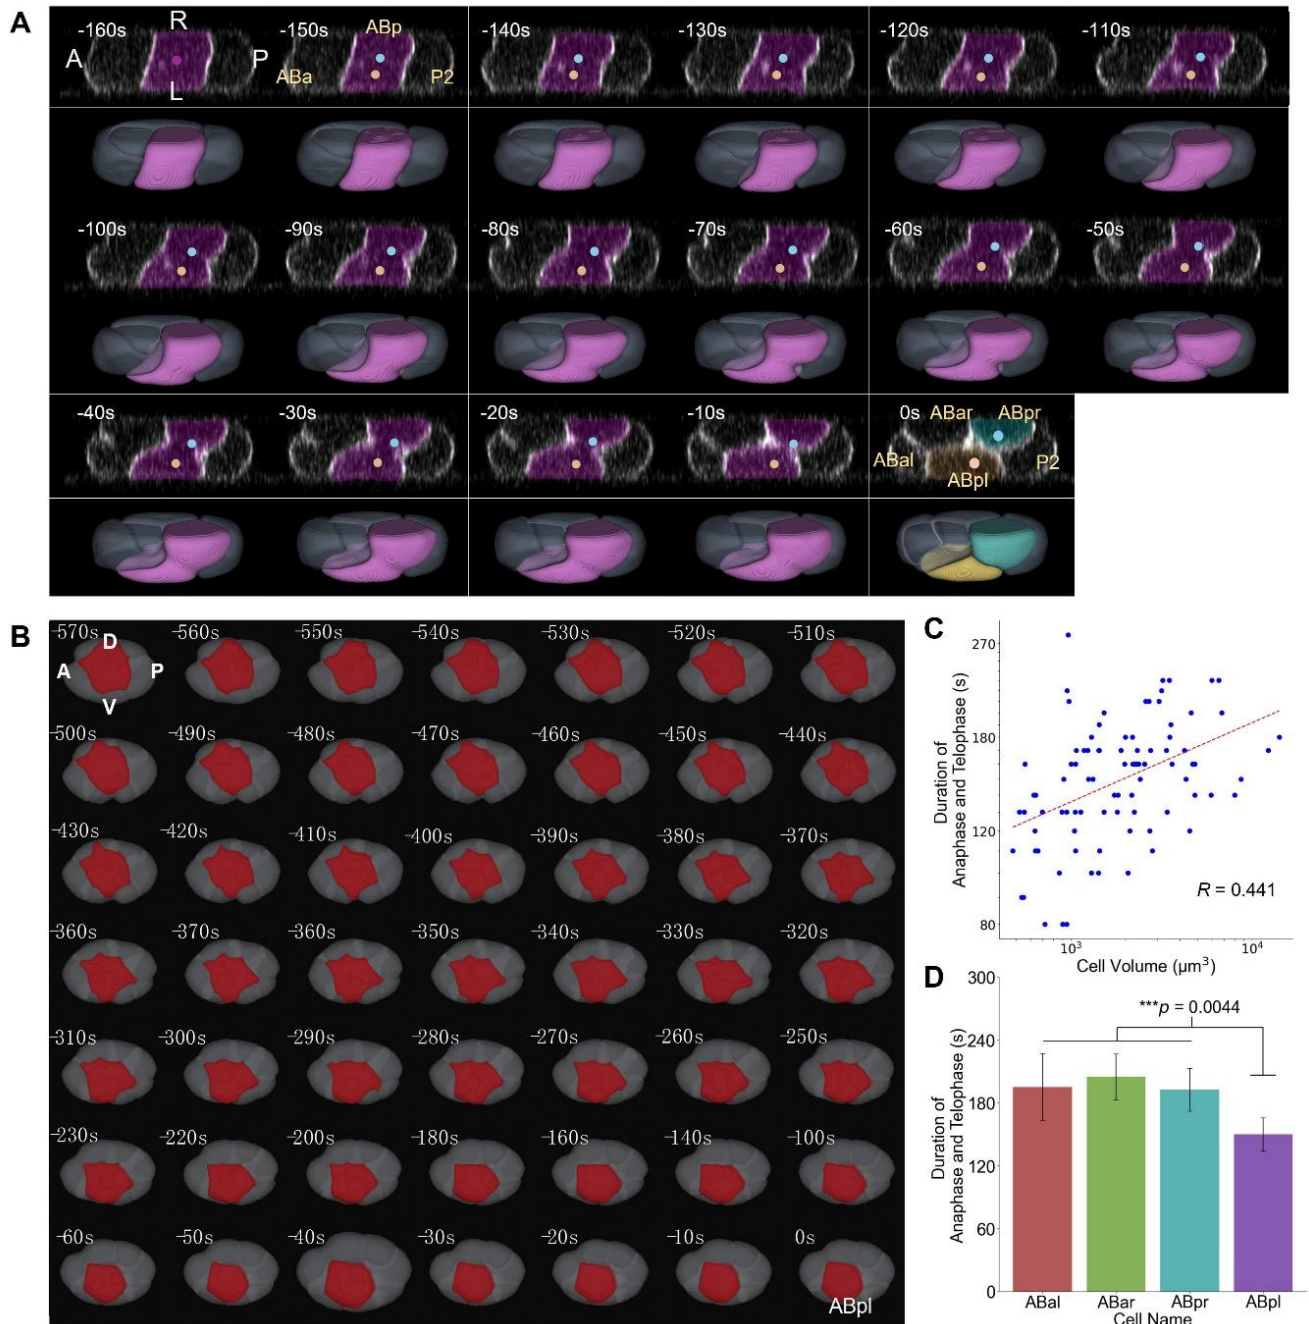 A
-160s
R
-150s
ABp
-140s
-130s
-120s
-110s
A
P
ABa
P2
L
-100s
-90s
-80s
-70s
-60s
-50s
-40s
-30s
-20s
-10s
0s
ABar
ABpr
ABal
P2
ABpl
B
-570s
-560s
-550s
-540s
-530s
-520s
-510s
D
A
P
V
-500s
-490s
-480s
-470s
-460s
-450s
-440s
-430s
-420s
-410s
-400s
-390s
-380s
-370s
-360s
-370s
-360s
-350s
-340s
-330s
-320s
-310s
-300s
-290s
-280s
-270s
-260s
-250s
-230s
-220s
-200s
-180s
-160s
-140s
-100s
-60s
-50s
-40s
-30s
-20s
-10s
0s
ABpl
C
270
180
120
80
Duration of
Anaphase and Telophase (s)
R = 0.441
10³
10⁴
Cell Volume (μm³)
D
300
240
180
120
60
0
Duration of
Anaphase and Telophase (s)
***p = 0.0044
ABal
ABar
ABpr
ABpl
Cell Name